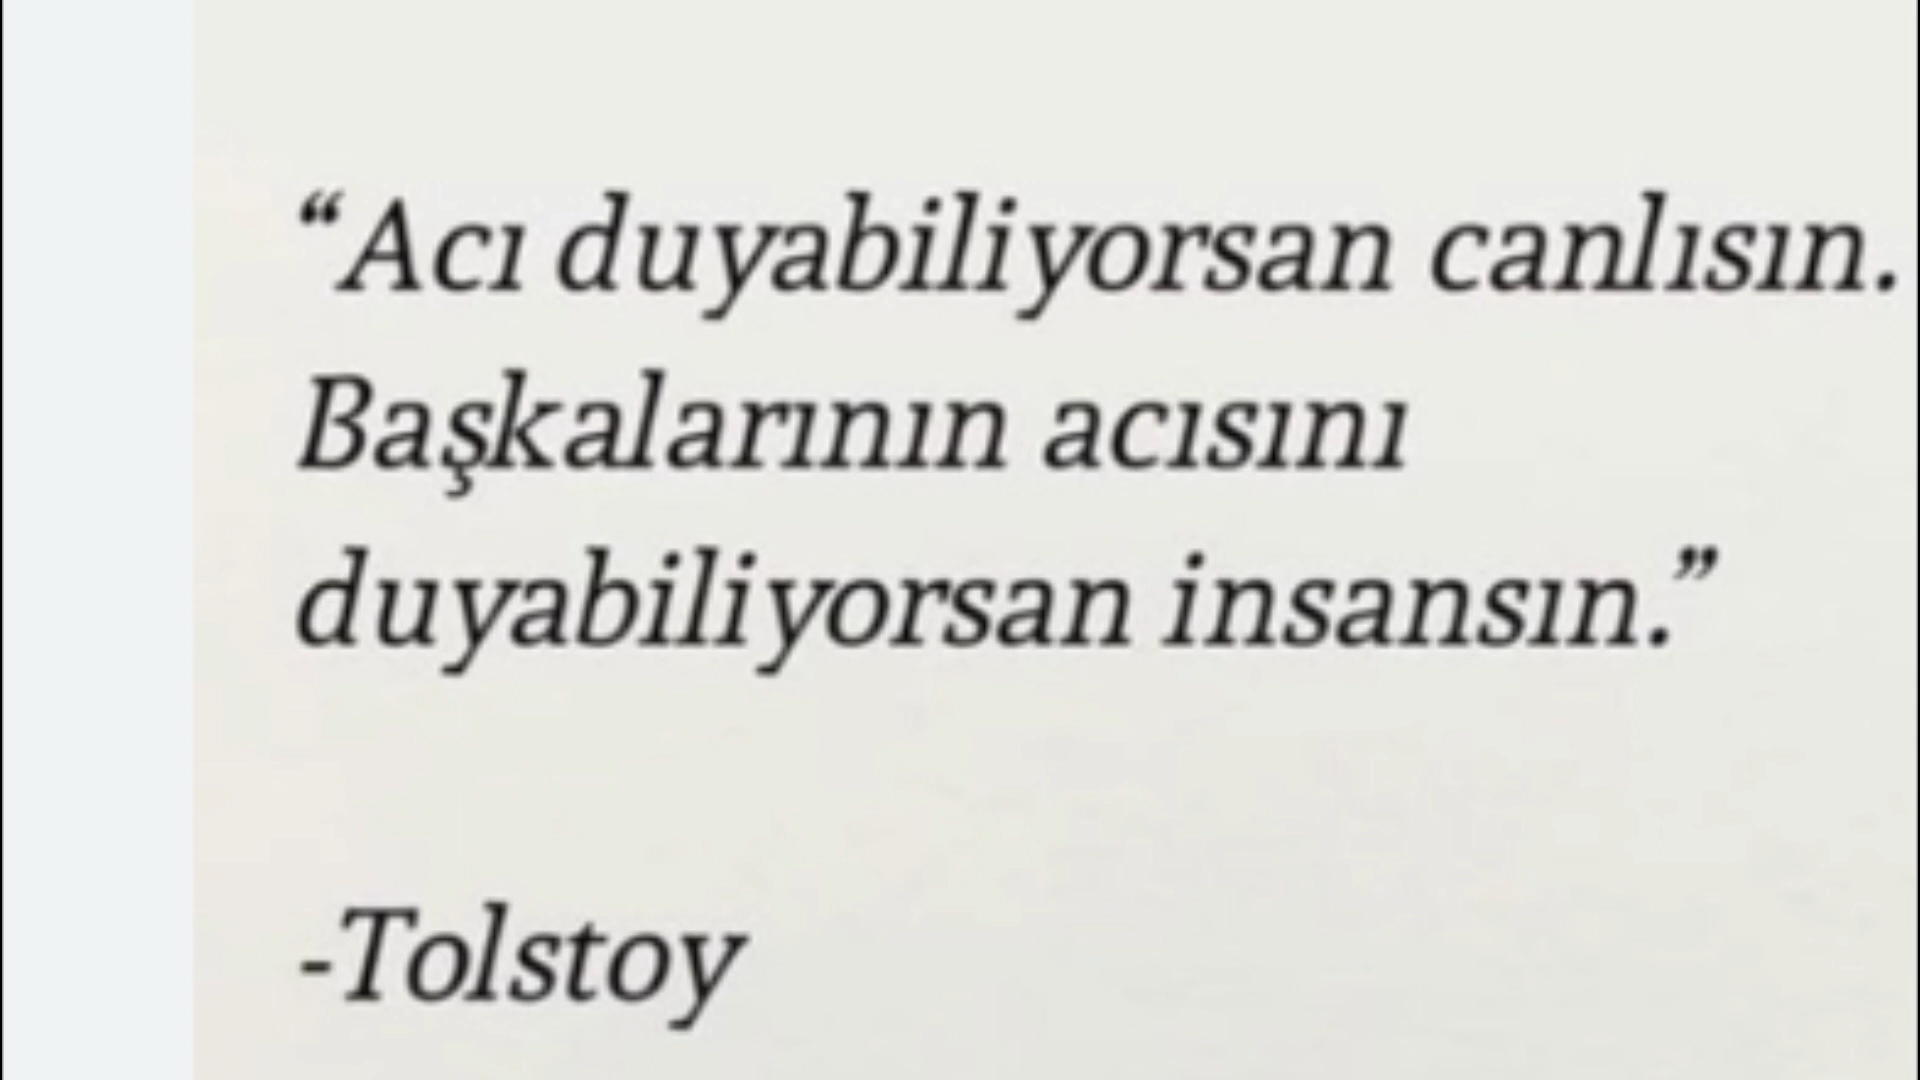 “Acı duyabiliyorsan canlısın.
Başkalarının acısını
duyabiliyorsan insansın.”
-Tolstoy